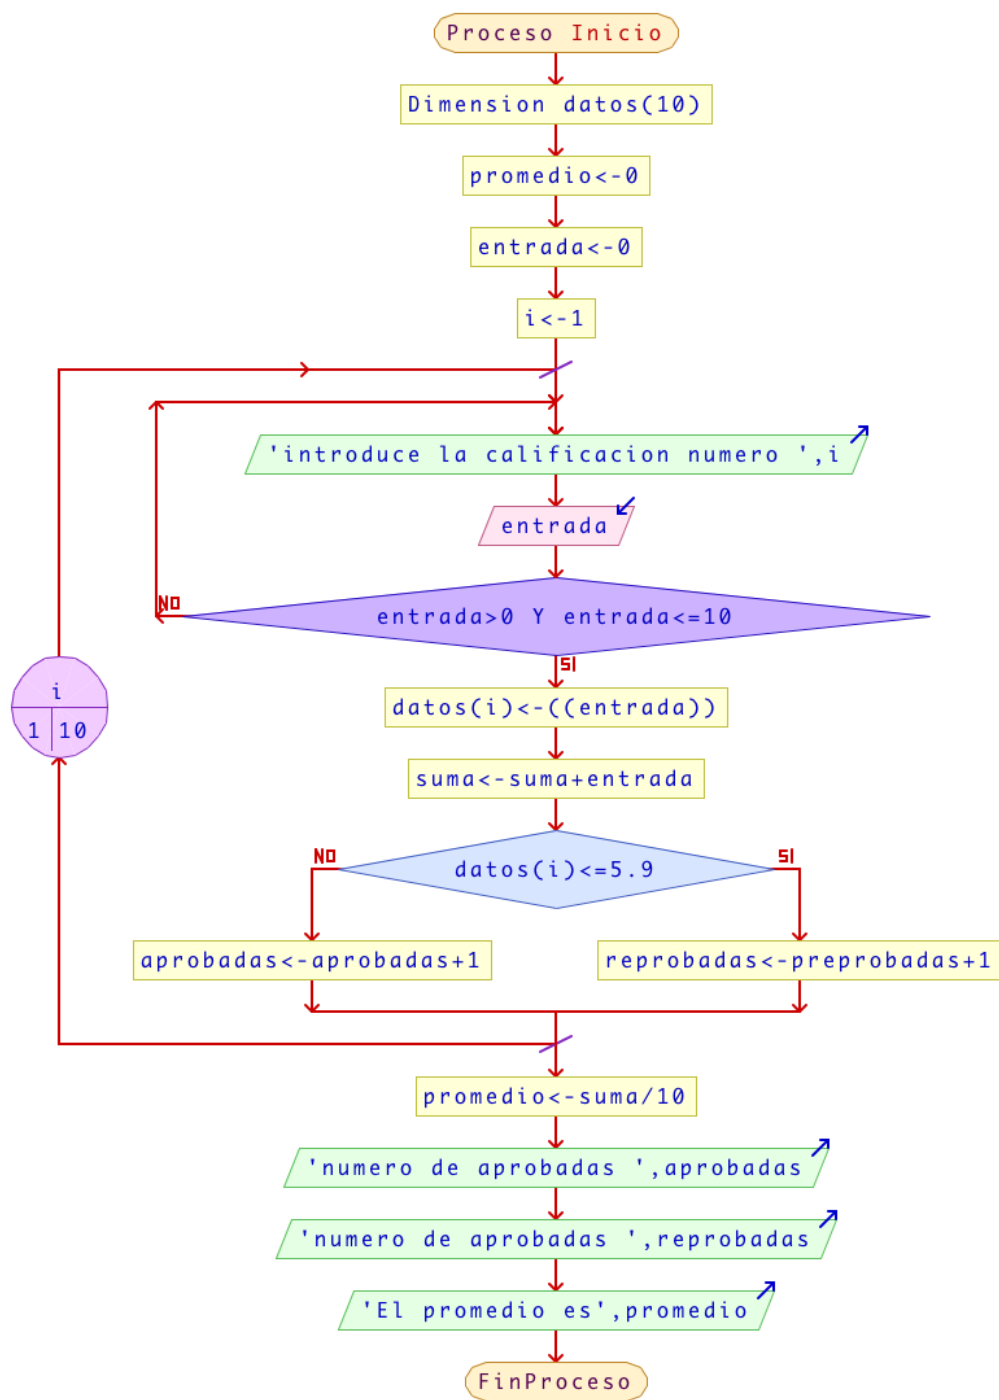 Proceso Inicio
Dimension datos(10)
promedio<-0
entrada<-0
i<-1
'introduce la calificacion numero ',i
entrada
entrada>0 Y entrada<=10
NO
SI
i
1 10
datos(i)<-((entrada))
suma<-suma+entrada
datos(i)<=5.9
NO
SI
aprobadas<-aprobadas+1
reprobadas<-preprobadas+1
promedio<-suma/10
'numero de aprobadas ',aprobadas
'numero de aprobadas ',reprobadas
'El promedio es',promedio
FinProceso